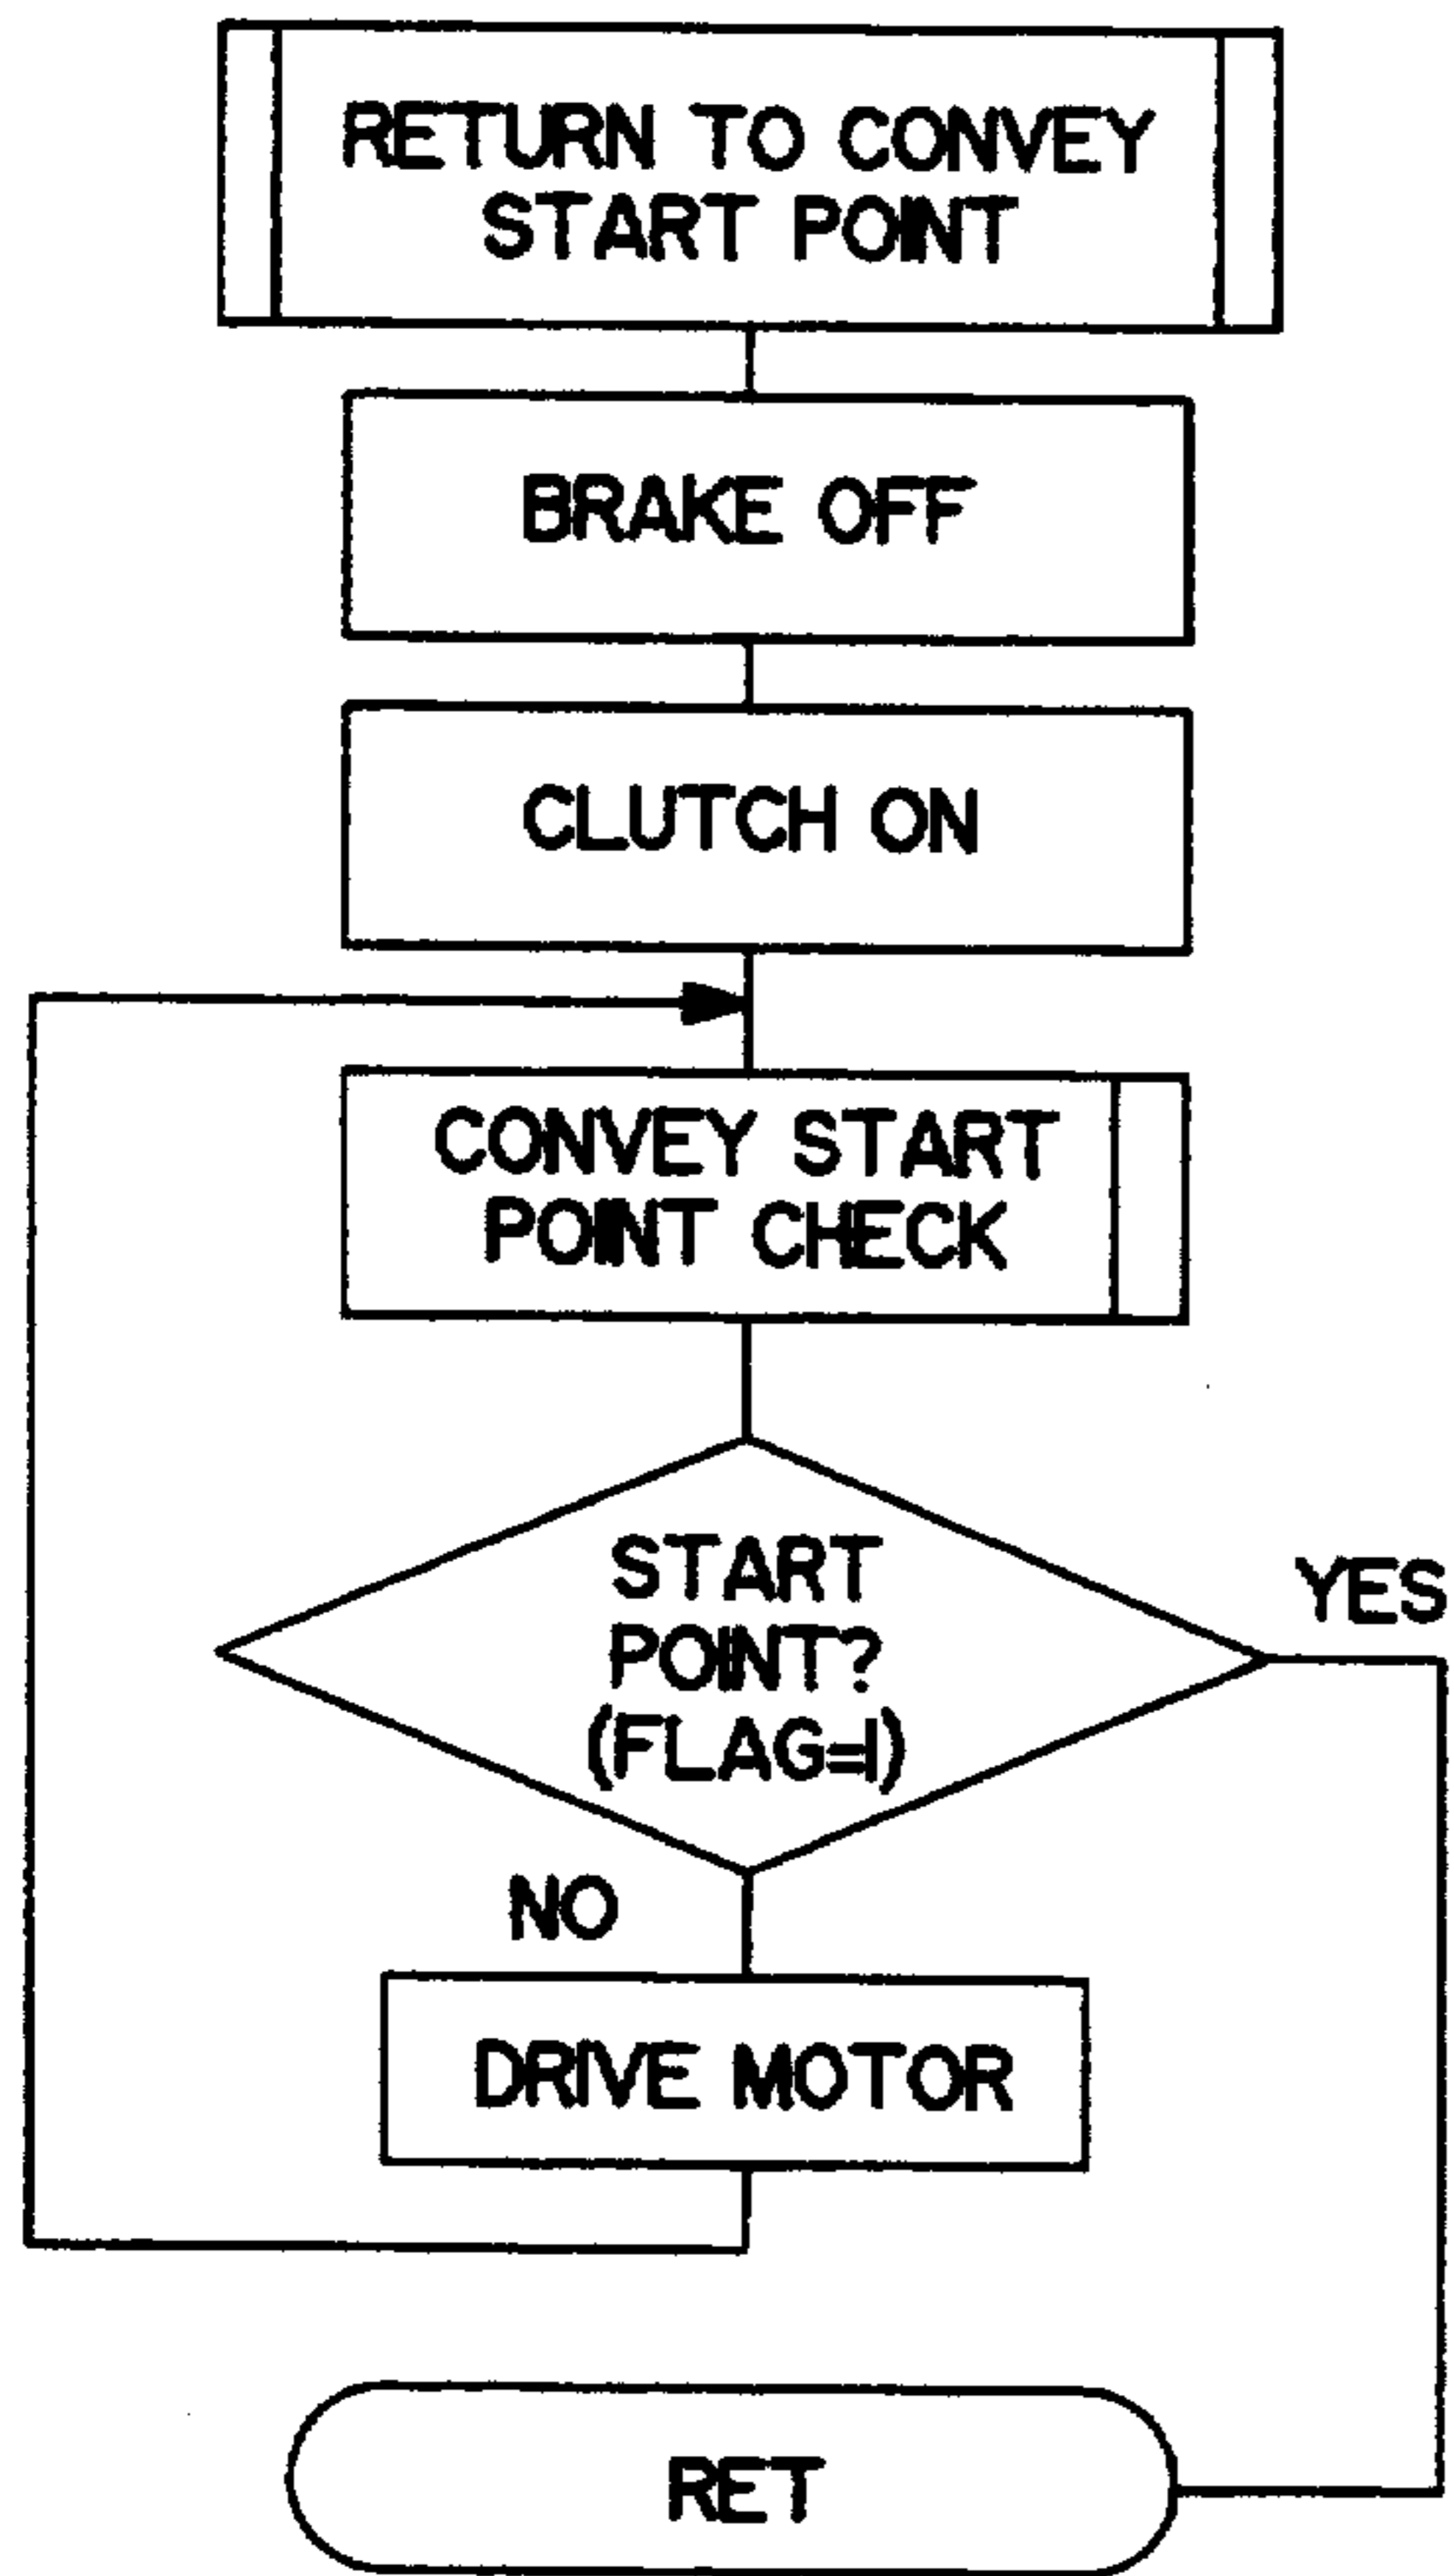 RETURN TO CONVEY
START POINT
BRAKE OFF
CLUTCH ON
CONVEY START
POINT CHECK
START
POINT?
(FLAG=1)
YES
NO
DRIVE MOTOR
RET